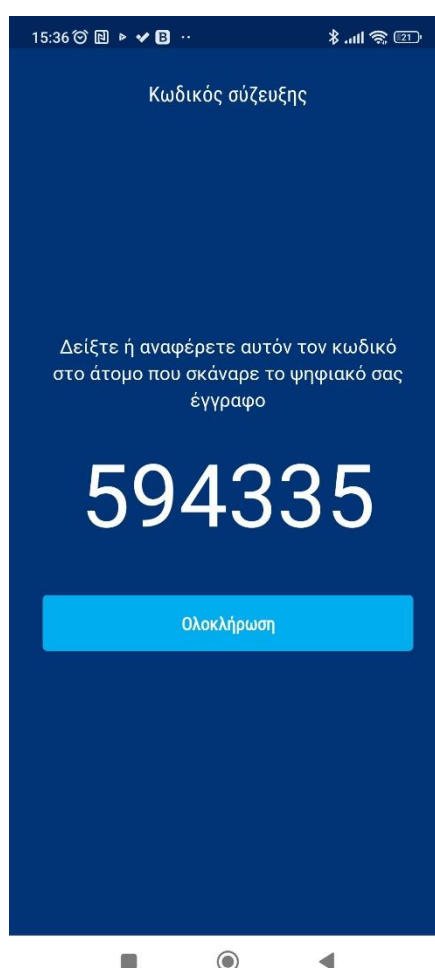 15:36
B
21
Κωδικός σύζευξης
Δείξτε ή αναφέρετε αυτόν τον κωδικό
στο άτομο που σκάναρε το ψηφιακό σας
έγγραφο
594335
Ολοκλήρωση